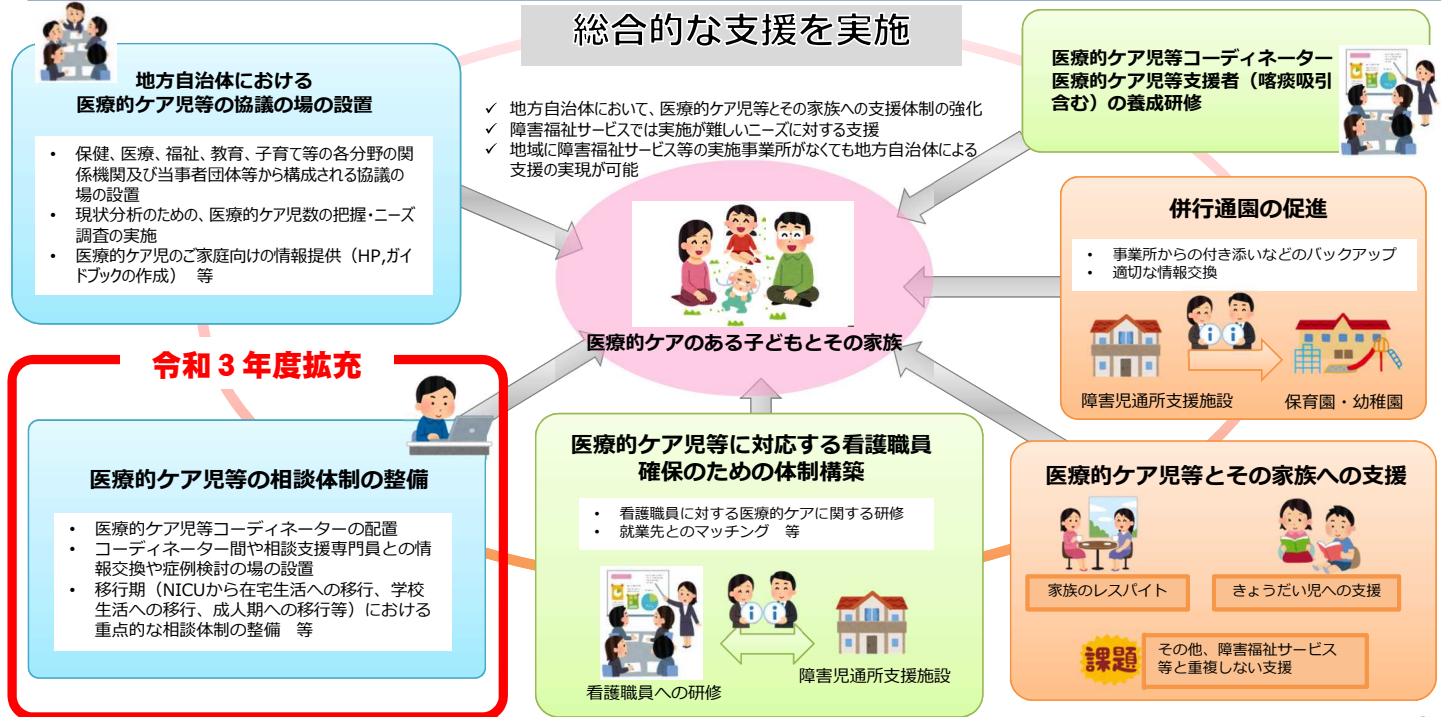 総合的な支援を実施
地方自治体における
医療的ケア児等の協議の場の設置
• 保健、医療、福祉、教育、子育て等の各分野の関
係機関及び当事者団体等から構成される協議の
場の設置
• 現状分析のための、医療的ケア児数の把握・ニーズ
調査の実施
• 医療的ケア児のご家庭向けの情報提供（HP,ガイ
ドブックの作成） 等
✓ 地方自治体において、医療的ケア児等とその家族への支援体制の強化
✓ 障害福祉サービスでは実施が難しいニーズに対する支援
✓ 地域に障害福祉サービス等の実施事業所がなくても地方自治体による
支援の実現が可能
医療的ケア児等コーディネーター
医療的ケア児等支援者（喀痰吸引
含む）の養成研修
医療的ケアのある子どもとその家族
併行通園の促進
• 事業所からの付き添いなどのバックアップ
• 適切な情報交換
障害児通所支援施設
保育園・幼稚園
令和３年度拡充
医療的ケア児等の相談体制の整備
• 医療的ケア児等コーディネーターの配置
• コーディネーター間や相談支援専門員との情
報交換や症例検討の場の設置
• 移行期（NICUから在宅生活への移行、学校
生活への移行、成人期への移行等）における
重点的な相談体制の整備 等
医療的ケア児等に対応する看護職員
確保のための体制構築
• 看護職員に対する医療的ケアに関する研修
• 就業先とのマッチング 等
看護職員への研修
障害児通所支援施設
医療的ケア児等とその家族への支援
家族のレスパイト
きょうだい児への支援
課題
その他、障害福祉サービス
等と重複しない支援